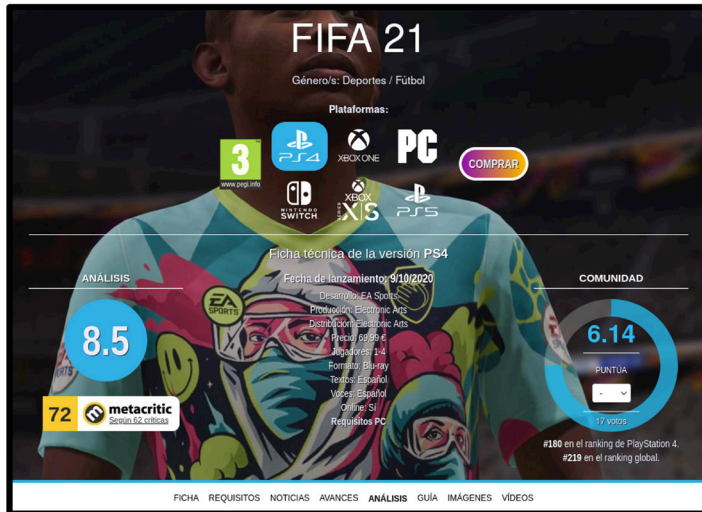 FIFA 21
Género/s: Deportes / Fútbol
Plataformas:
3
www.pegi.info
PS4
XBOX ONE
PC
COMPRAR
NINTENDO
SWITCH
XBOX
SERIES X|S
PS5
Ficha técnica de la versión PS4
ANÁLISIS
8.5
72
metacritic
Según 62 críticas
Fecha de lanzamiento: 9/10/2020
Desarrollo: EA Sports
Producción: Electronic Arts
Distribución: Electronic Arts
Precio: 69,99 €
Jugadores: 1-4
Formato: Blu-ray
Textos: Español
Voces: Español
Online: Sí
Requisitos PC
EA
SPORTS
COMUNIDAD
6.14
PUNTÚA
-
17 votos
#180 en el ranking de PlayStation 4.
#219 en el ranking global.
FICHA REQUISITOS NOTICIAS AVANCES ANÁLISIS GUÍA IMÁGENES VÍDEOS